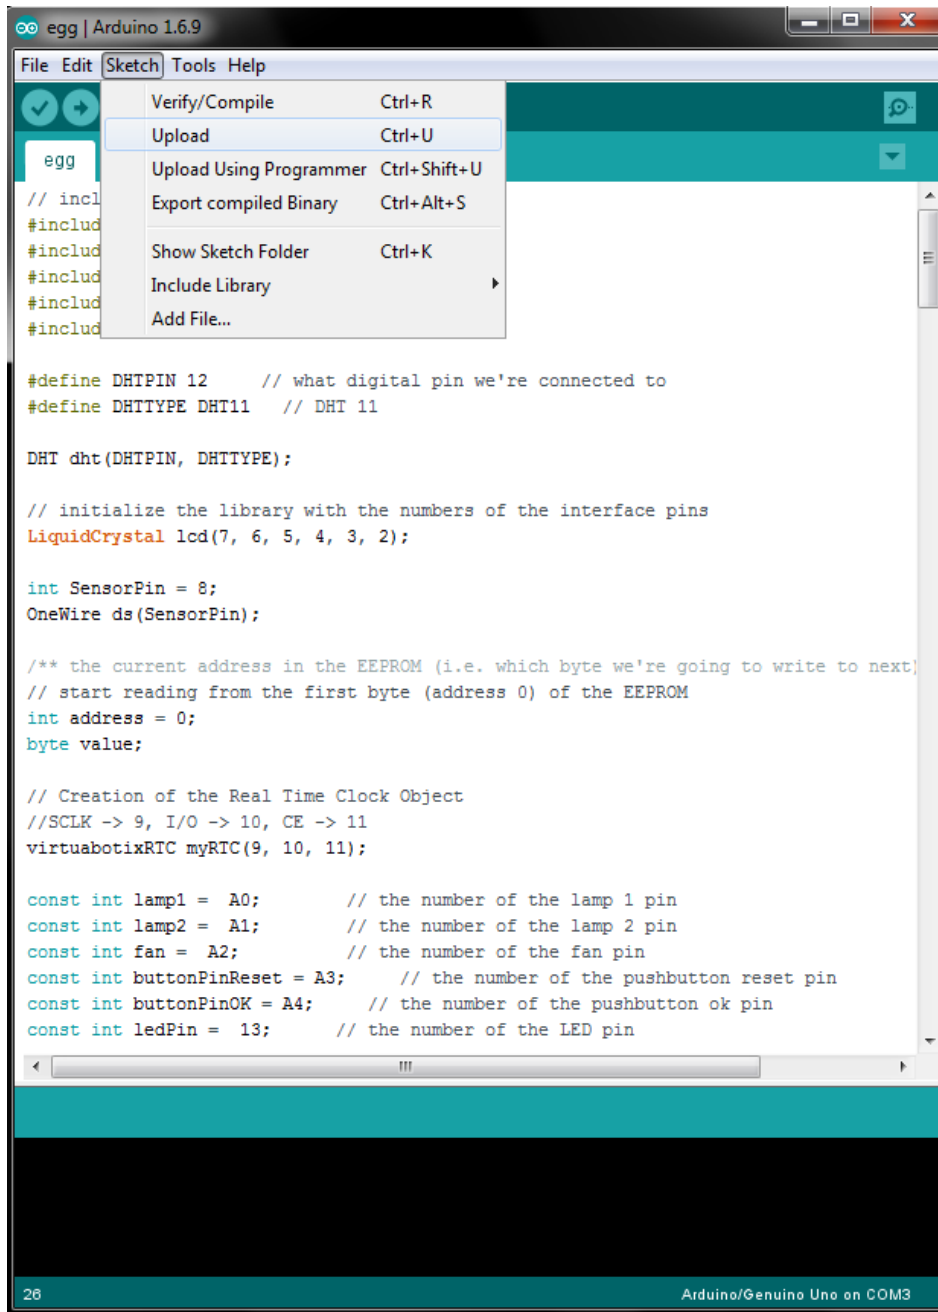 egg | Arduino 1.6.9
File Edit Sketch Tools Help
Verify/Compile Ctrl+R
Upload Ctrl+U
Upload Using Programmer Ctrl+Shift+U
Export compiled Binary Ctrl+Alt+S
Show Sketch Folder Ctrl+K
Include Library
Add File...
egg
// incl
#includ
#includ
#includ
#includ
#includ
#define DHTPIN 12     // what digital pin we're connected to
#define DHTTYPE DHT11   // DHT 11
DHT dht(DHTPIN, DHTTYPE);
// initialize the library with the numbers of the interface pins
LiquidCrystal lcd(7, 6, 5, 4, 3, 2);
int SensorPin = 8;
OneWire ds(SensorPin);
/** the current address in the EEPROM (i.e. which byte we're going to write to next)
// start reading from the first byte (address 0) of the EEPROM
int address = 0;
byte value;
// Creation of the Real Time Clock Object
//SCLK -> 9, I/O -> 10, CE -> 11
virtuabotixRTC myRTC(9, 10, 11);
const int lamp1 =  A0;         // the number of the lamp 1 pin
const int lamp2 =  A1;         // the number of the lamp 2 pin
const int fan =  A2;           // the number of the fan pin
const int buttonPinReset = A3;     // the number of the pushbutton reset pin
const int buttonPinOK = A4;     // the number of the pushbutton ok pin
const int ledPin =  13;      // the number of the LED pin
26
Arduino/Genuino Uno on COM3